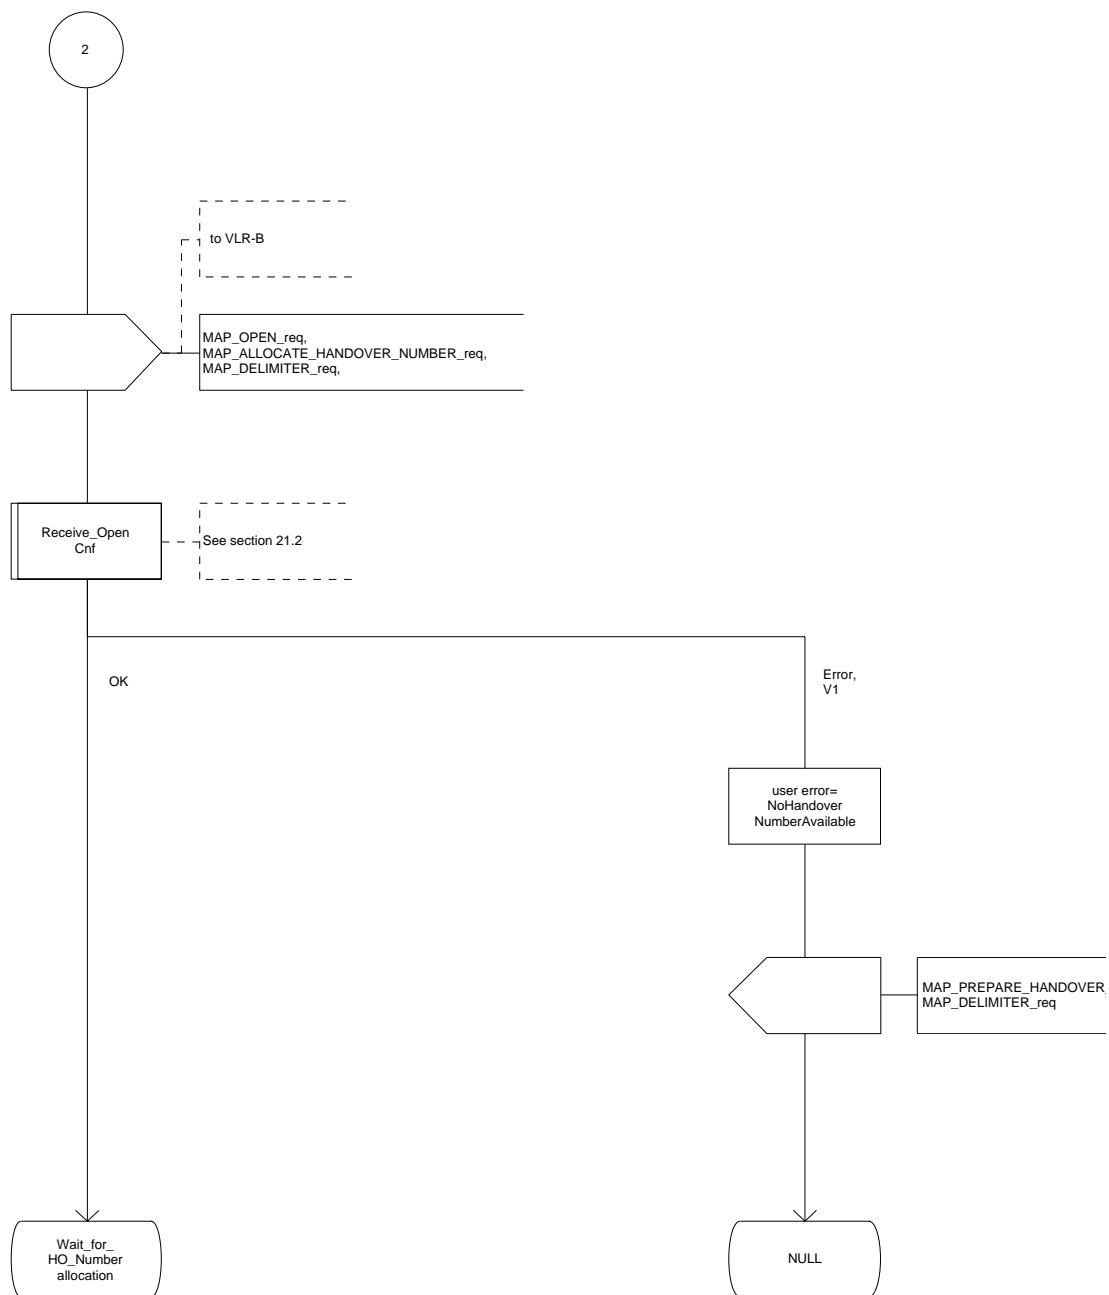 2
to VLR-B
MAP_OPEN_req,
MAP_ALLOCATE_HANDOVER_NUMBER_req,
MAP_DELIMITER_req,
Receive_Open
Cnf
See section 21.2
OK
Error,
V1
user error=
NoHandover
NumberAvailable
MAP_PREPARE_HANDOVER_
MAP_DELIMITER_req
Wait_for_
HO_Number
allocation
NULL